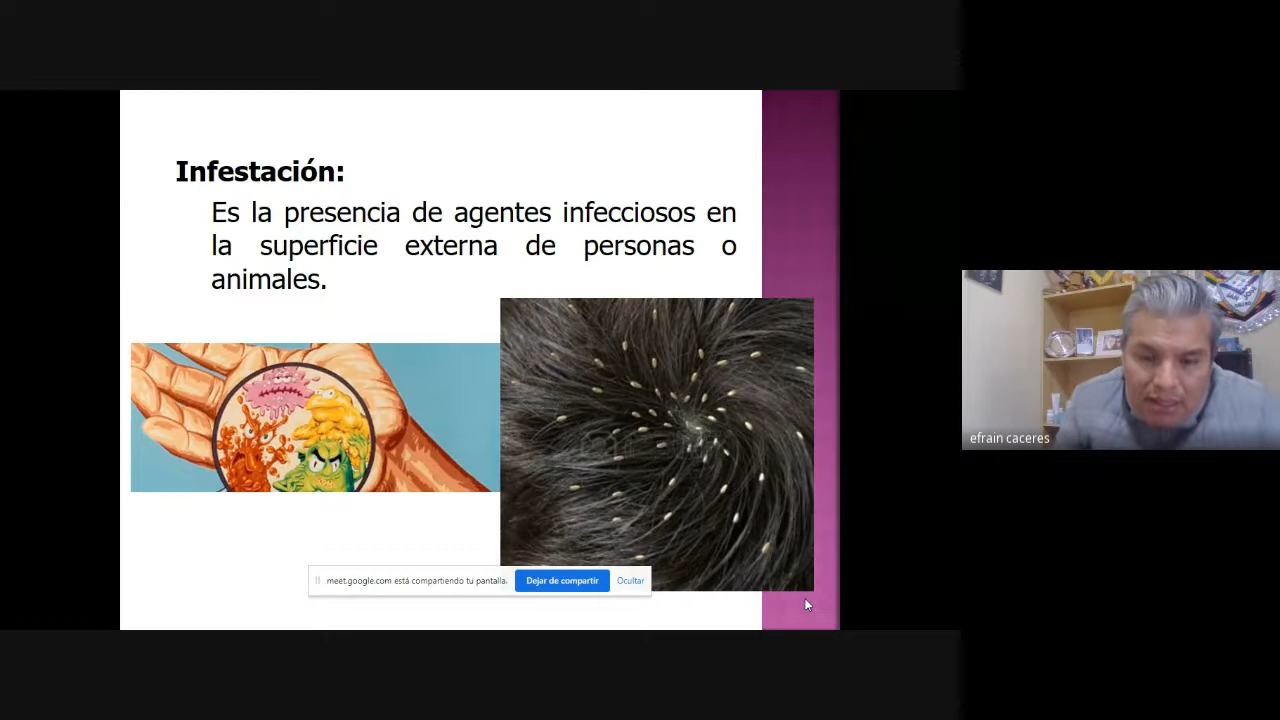 Infestación:
Es la presencia de agentes infecciosos en
la superficie externa de personas o
animales.
meet.google.com está compartiendo tu pantalla.
Dejar de compartir
Ocultar
efrain caceres